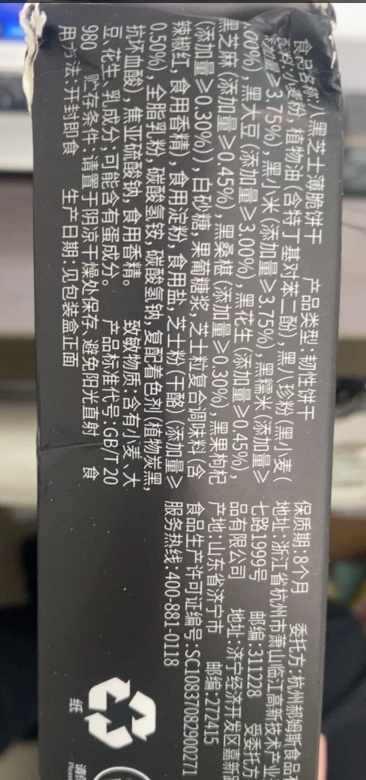 食品名称:八黑芝士薄脆饼干 产品类型:韧性饼干
配料:小麦粉,植物油(含特丁基对苯二酚),黑八珍粉(黑小麦(
≥3.75%),黑小米(添加量≥3.75%),黑糯米(添加量≥
.00%),黑大豆(添加量≥3.00%),黑花生(添加量≥0.45%),
黑芝麻(添加量≥0.45%),黑桑椹(添加量≥0.30%),黑果枸杞
(添加量≥0.30%)),白砂糖,果葡糖浆,芝士粒复合调味料(含
辣椒红,食用香精),食用淀粉,食用盐,芝士粉(干酪)(添加量≥
0.50%),全脂乳粉,碳酸氢铵,碳酸氢钠,复配着色剂(植物炭黑,
抗坏血酸),焦亚硫酸钠,食用香精。 致敏物质:含有小麦、大
豆、花生、乳成分;可能含有蛋成分。 产品标准代号:GB/T 20
980 贮存条件:请置于阴凉干燥处保存,避免阳光直射 食
用方法:开封即食 生产日期:见包装盒正面
保质期:8个月 委托方:杭州郝姆斯食品
地址:浙江省杭州市萧山临江高新技术产业
七路1999号 邮编:311228 受委托方
品有限公司 地址:济宁经济开发区嘉新
产地:山东省济宁市 邮编:272415
食品生产许可证编号:SC10837082900271
服务热线:400-881-0118
纸